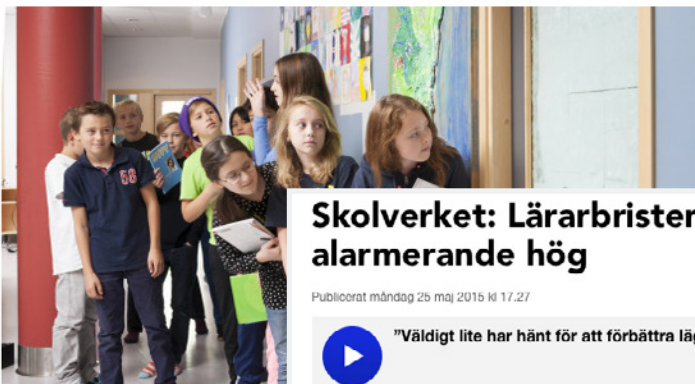 Skolverket: Lärarbristen
alarmerande hög
Publicerat måndag 25 maj 2015 kl 17.27
"Väldigt lite har hänt för att förbättra
58